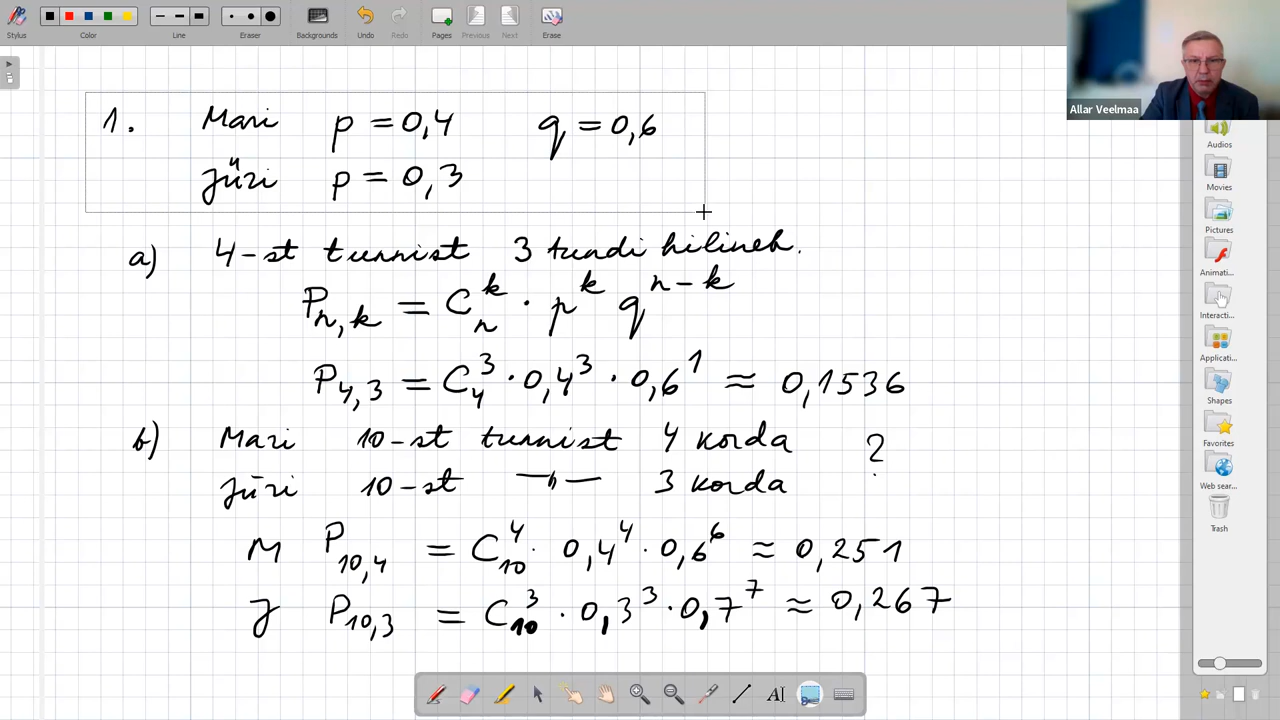 Stylus Color Line Eraser Backgrounds Undo Redo Pages Previous Next Erase
Allar Veelmaa
1. Mari p = 0,4 q = 0,6
Jüri p = 0,3
a) 4-st tunnist 3 tundi hilineb.
P_{n,k} = C_n^k · p^k q^{n-k}
P_{4,3} = C_4^3 · 0,4^3 · 0,6^1 ≈ 0,1536
b) Mari 10-st tunnist 4 korda ?
Jüri 10-st —"— 3 korda
M P_{10,4} = C_{10}^4 · 0,4^4 · 0,6^6 ≈ 0,251
J P_{10,3} = C_{10}^3 · 0,3^3 · 0,7^7 ≈ 0,267
Audios
Movies
Pictures
Animati...
Interacti...
Applicati...
Shapes
Favorites
Web sear...
Trash
AI